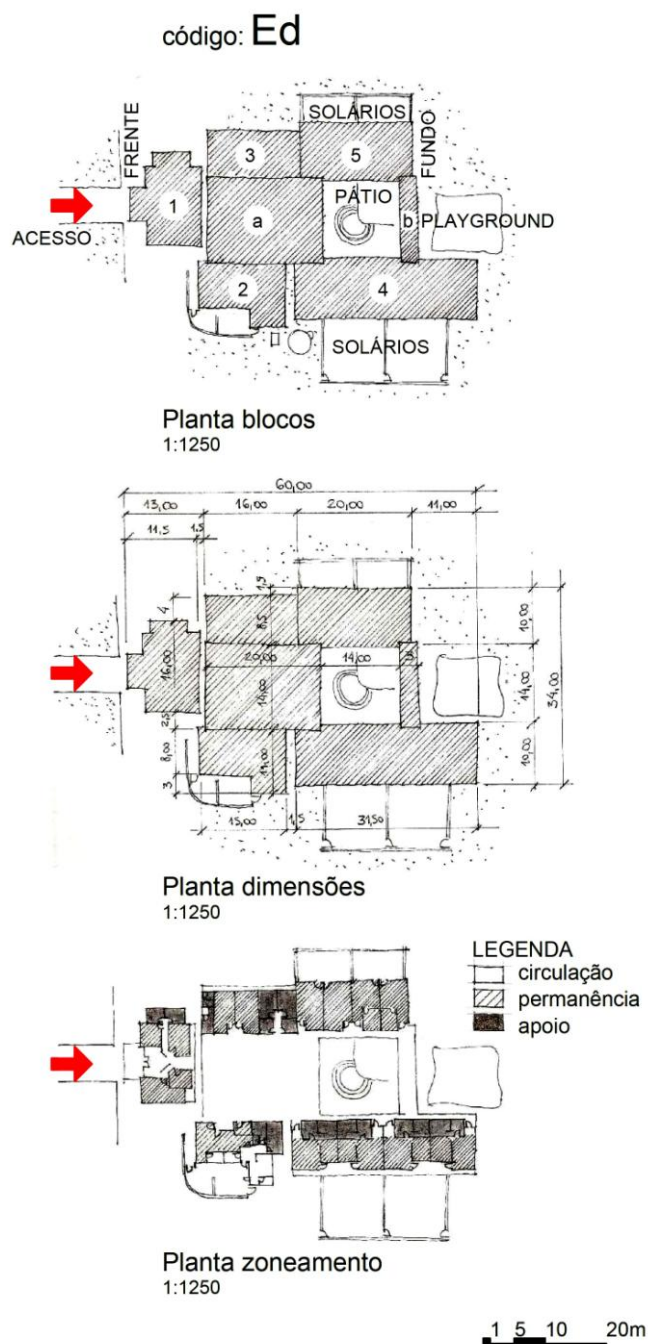 código: Ed
SOLÁRIOS
FRENTE
FUNDO
3
5
PÁTIO
1
a
b
PLAYGROUND
ACESSO
2
4
SOLÁRIOS
Planta blocos
1:1250
60,00
13,00
16,00
20,00
11,00
11,5
1,5
1,5
4
8,5
10,00
16,00
20,00
14,00
14,00
34,00
2,5
8,00
11,00
10,00
3
15,00
1,5
31,50
Planta dimensões
1:1250
LEGENDA
circulação
permanência
apoio
Planta zoneamento
1:1250
1 5 10 20m